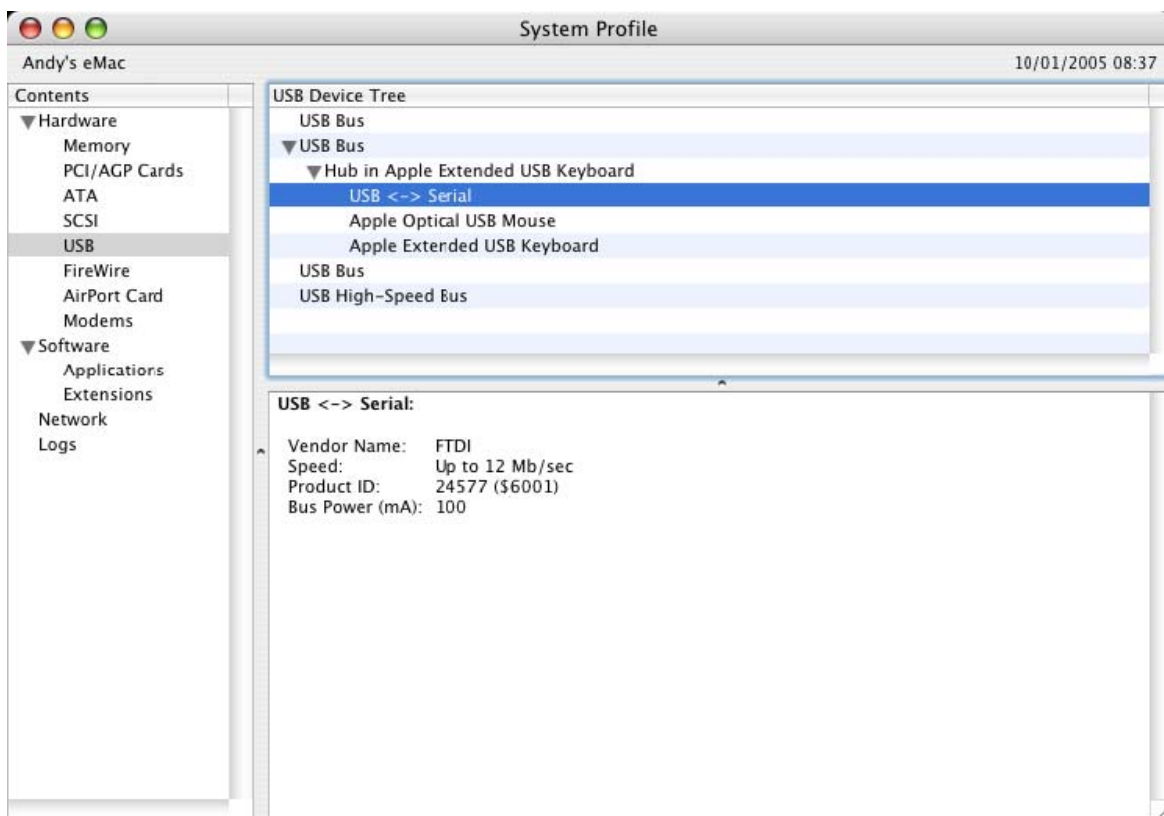 System Profile
Andy's eMac
10/01/2005 08:37
Contents
Hardware
Memory
PCI/AGP Cards
ATA
SCSI
USB
FireWire
AirPort Card
Modems
Software
Applications
Extensions
Network
Logs
USB Device Tree
USB Bus
USB Bus
Hub in Apple Extended USB Keyboard
USB <-> Serial
Apple Optical USB Mouse
Apple Extended USB Keyboard
USB Bus
USB High-Speed Bus
USB <-> Serial:
Vendor Name: FTDI
Speed: Up to 12 Mb/sec
Product ID: 24577 ($6001)
Bus Power (mA): 100